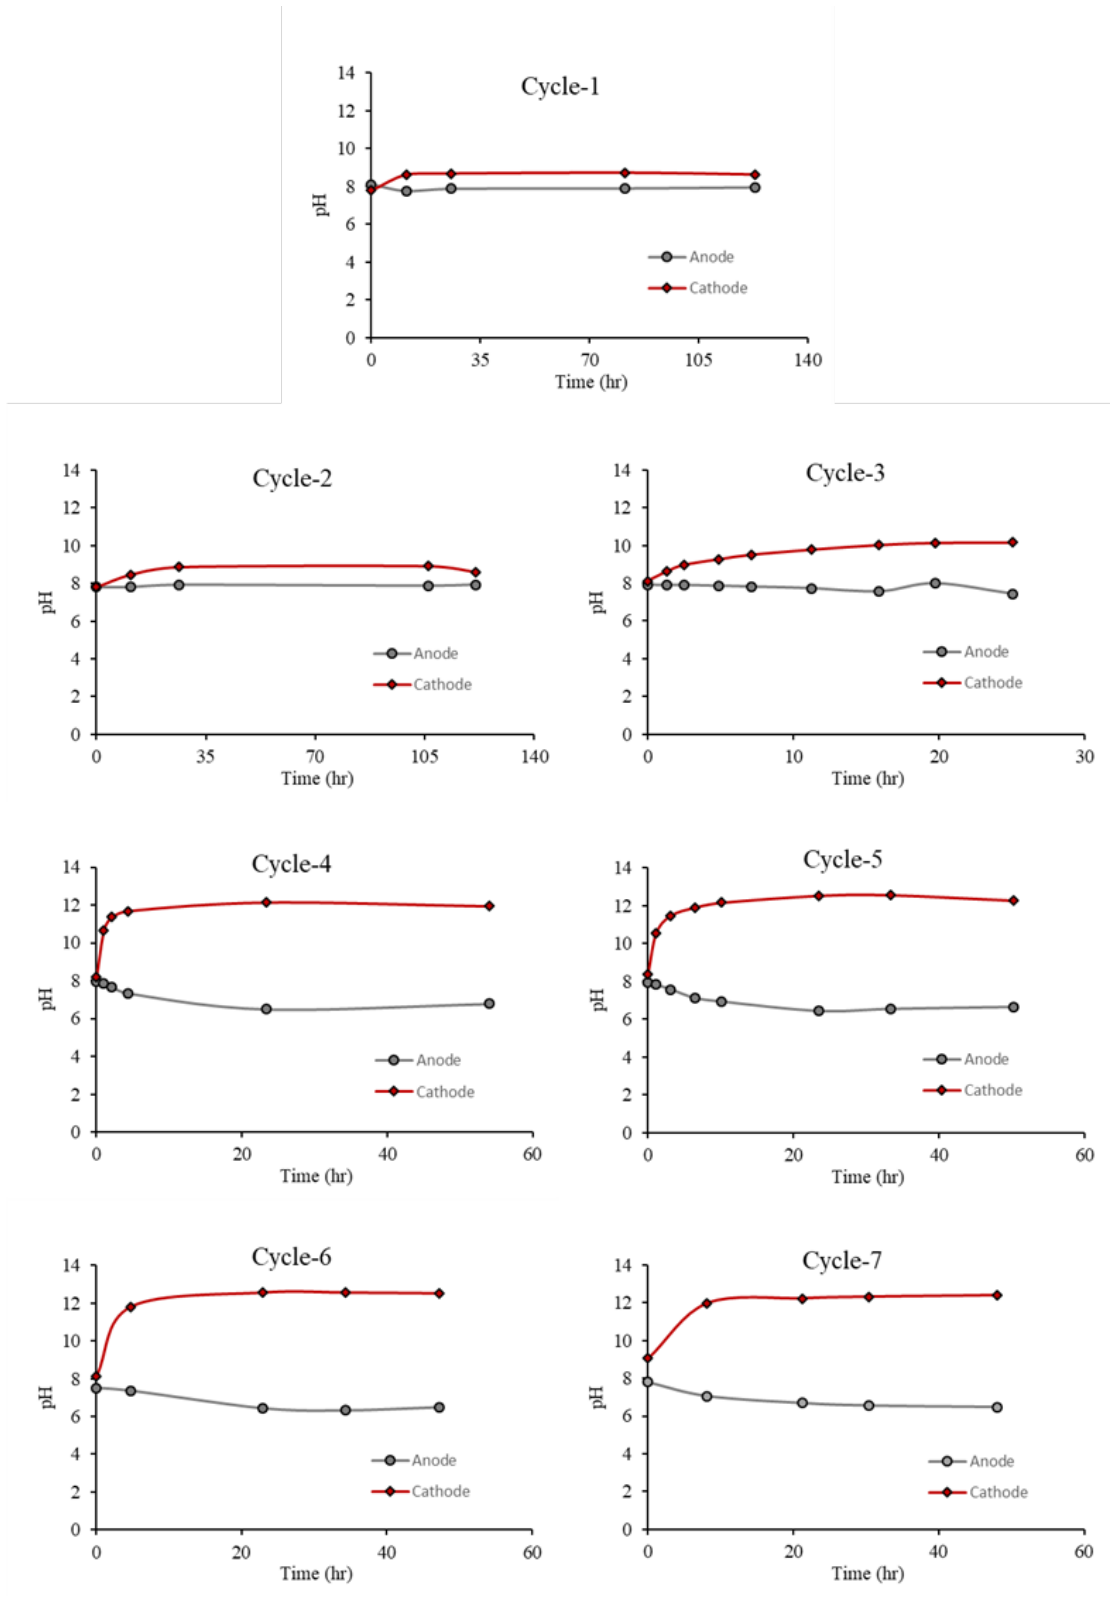 Cycle-1
14
12
10
8
6
4
2
0
pH
Anode
Cathode
0 35 70 105 140
Time (hr)
Cycle-2
14
12
10
8
6
4
2
0
pH
Anode
Cathode
0 35 70 105 140
Time (hr)
Cycle-3
14
12
10
8
6
4
2
0
pH
Anode
Cathode
0 10 20 30
Time (hr)
Cycle-4
14
12
10
8
6
4
2
0
pH
Anode
Cathode
0 20 40 60
Time (hr)
Cycle-5
14
12
10
8
6
4
2
0
pH
Anode
Cathode
0 20 40 60
Time (hr)
Cycle-6
14
12
10
8
6
4
2
0
pH
Anode
Cathode
0 20 40 60
Time (hr)
Cycle-7
14
12
10
8
6
4
2
0
pH
Anode
Cathode
0 20 40 60
Time (hr)